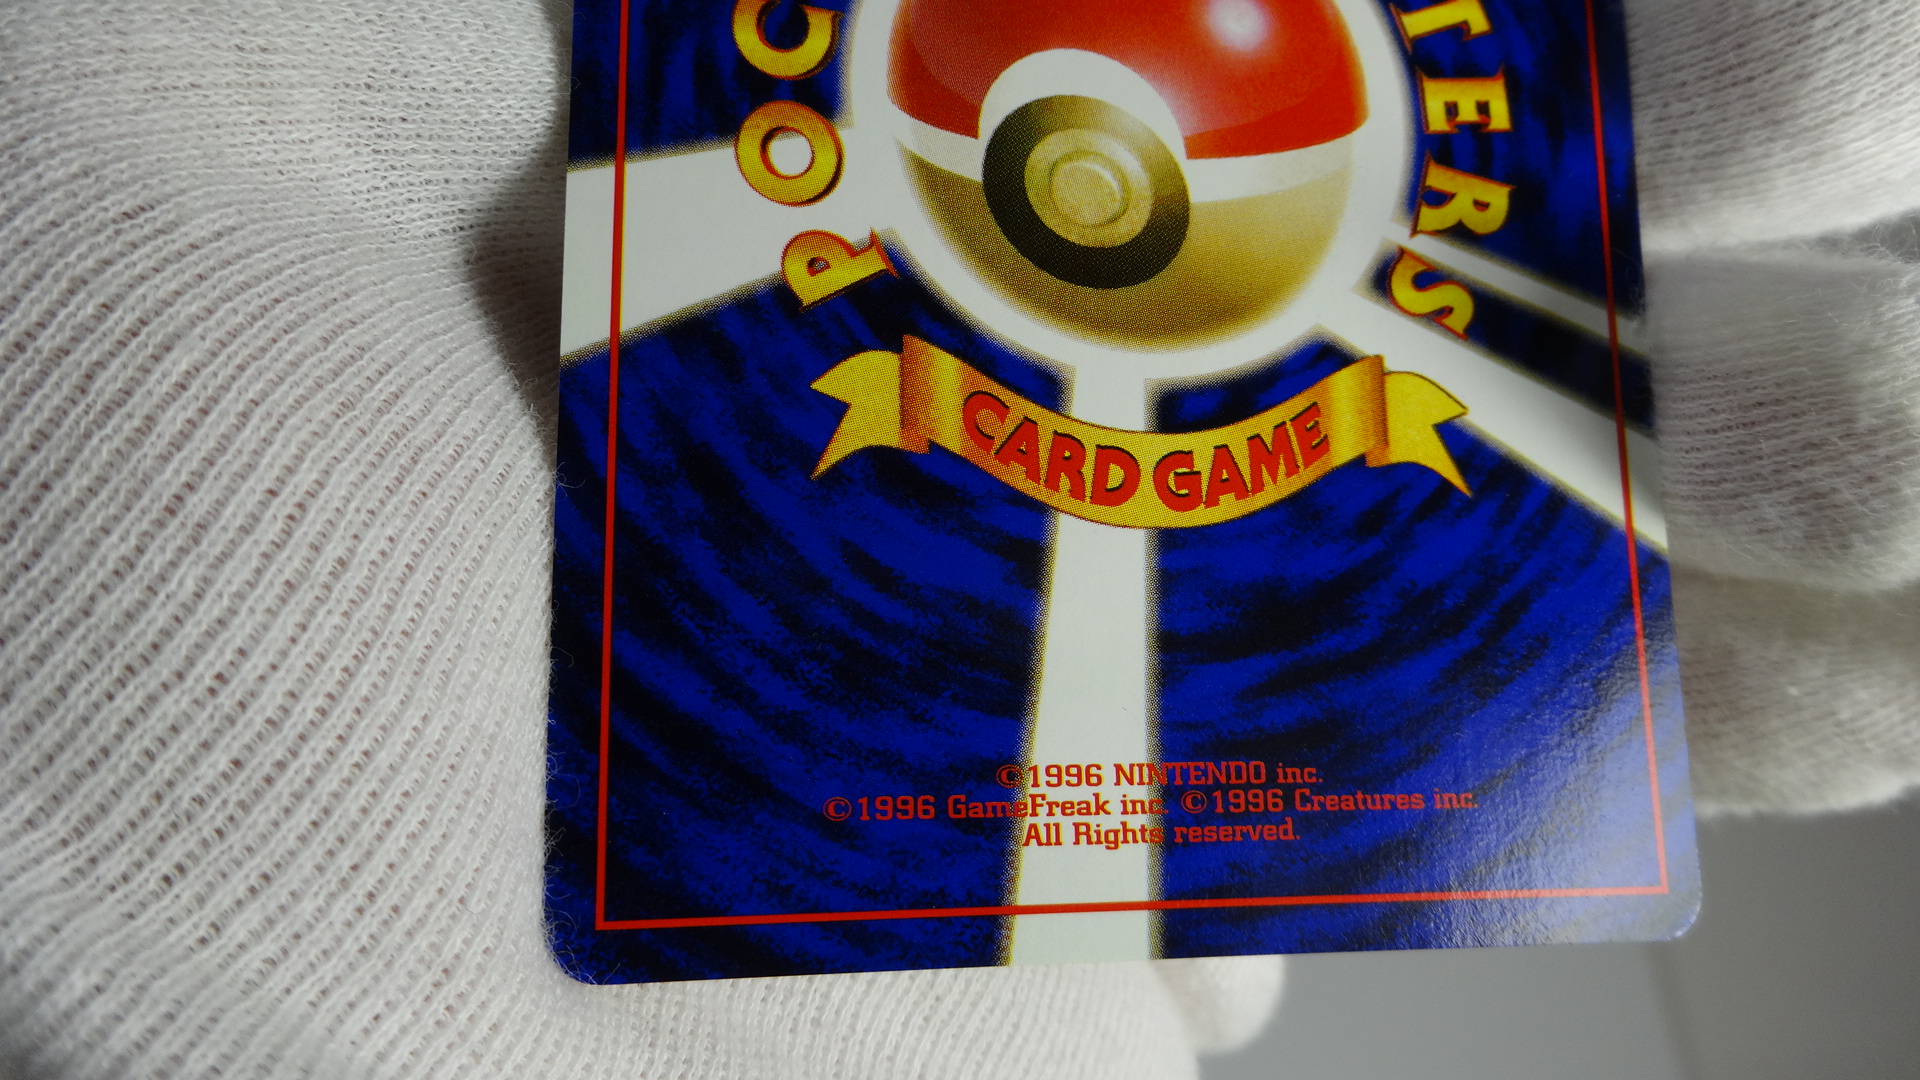 POC
TERS
CARD GAME
©1996 NINTENDO inc.
©1996 GameFreak inc. ©1996 Creatures inc.
All Rights reserved.